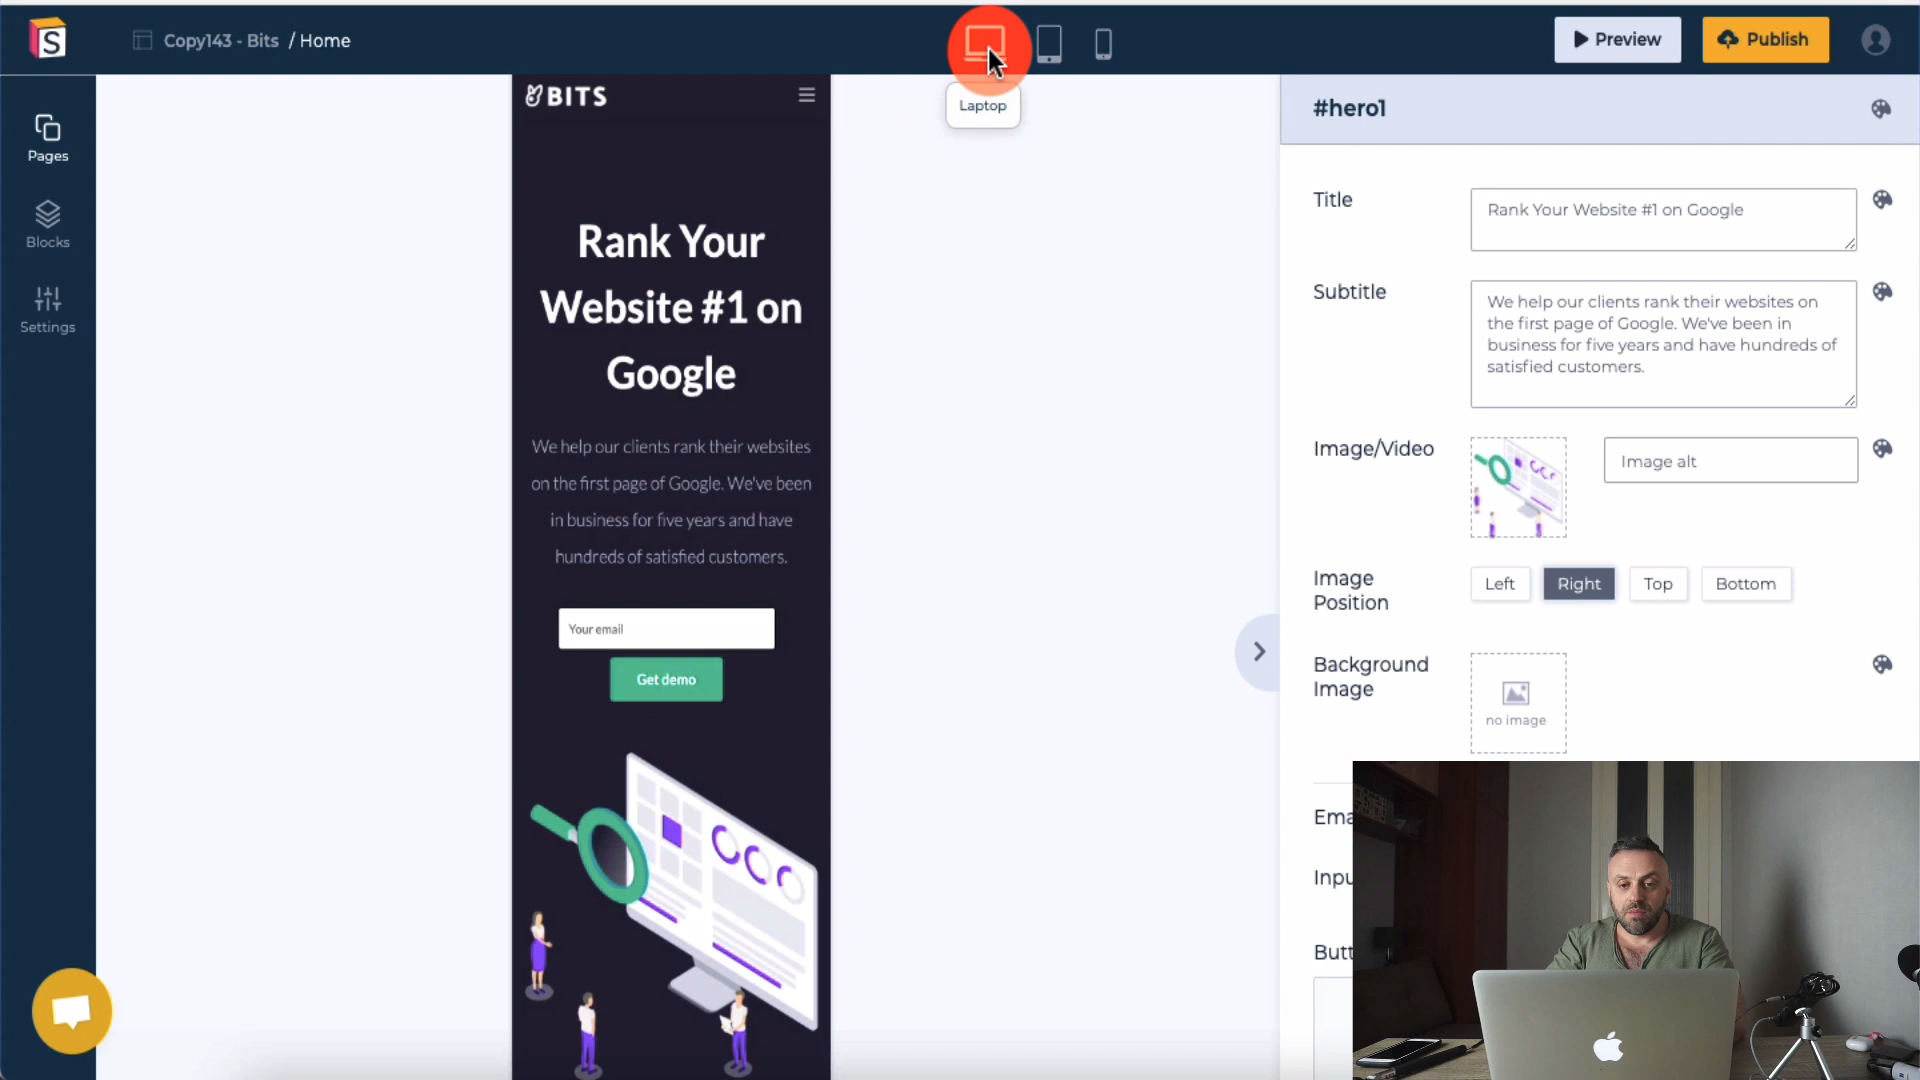 S
Copy143 - Bits / Home
Preview
Publish
Laptop
Pages
Blocks
Settings
BITS
Rank Your
Website #1 on
Google
We help our clients rank their websites
on the first page of Google. We've been
in business for five years and have
hundreds of satisfied customers.
Your email
Get demo
#hero1
Title
Rank Your Website #1 on Google
Subtitle
We help our clients rank their websites on
the first page of Google. We've been in
business for five years and have hundreds of
satisfied customers.
Image/Video
Image alt
Image
Position
Left
Right
Top
Bottom
Background
Image
no image
Ema
Inpu
Butt